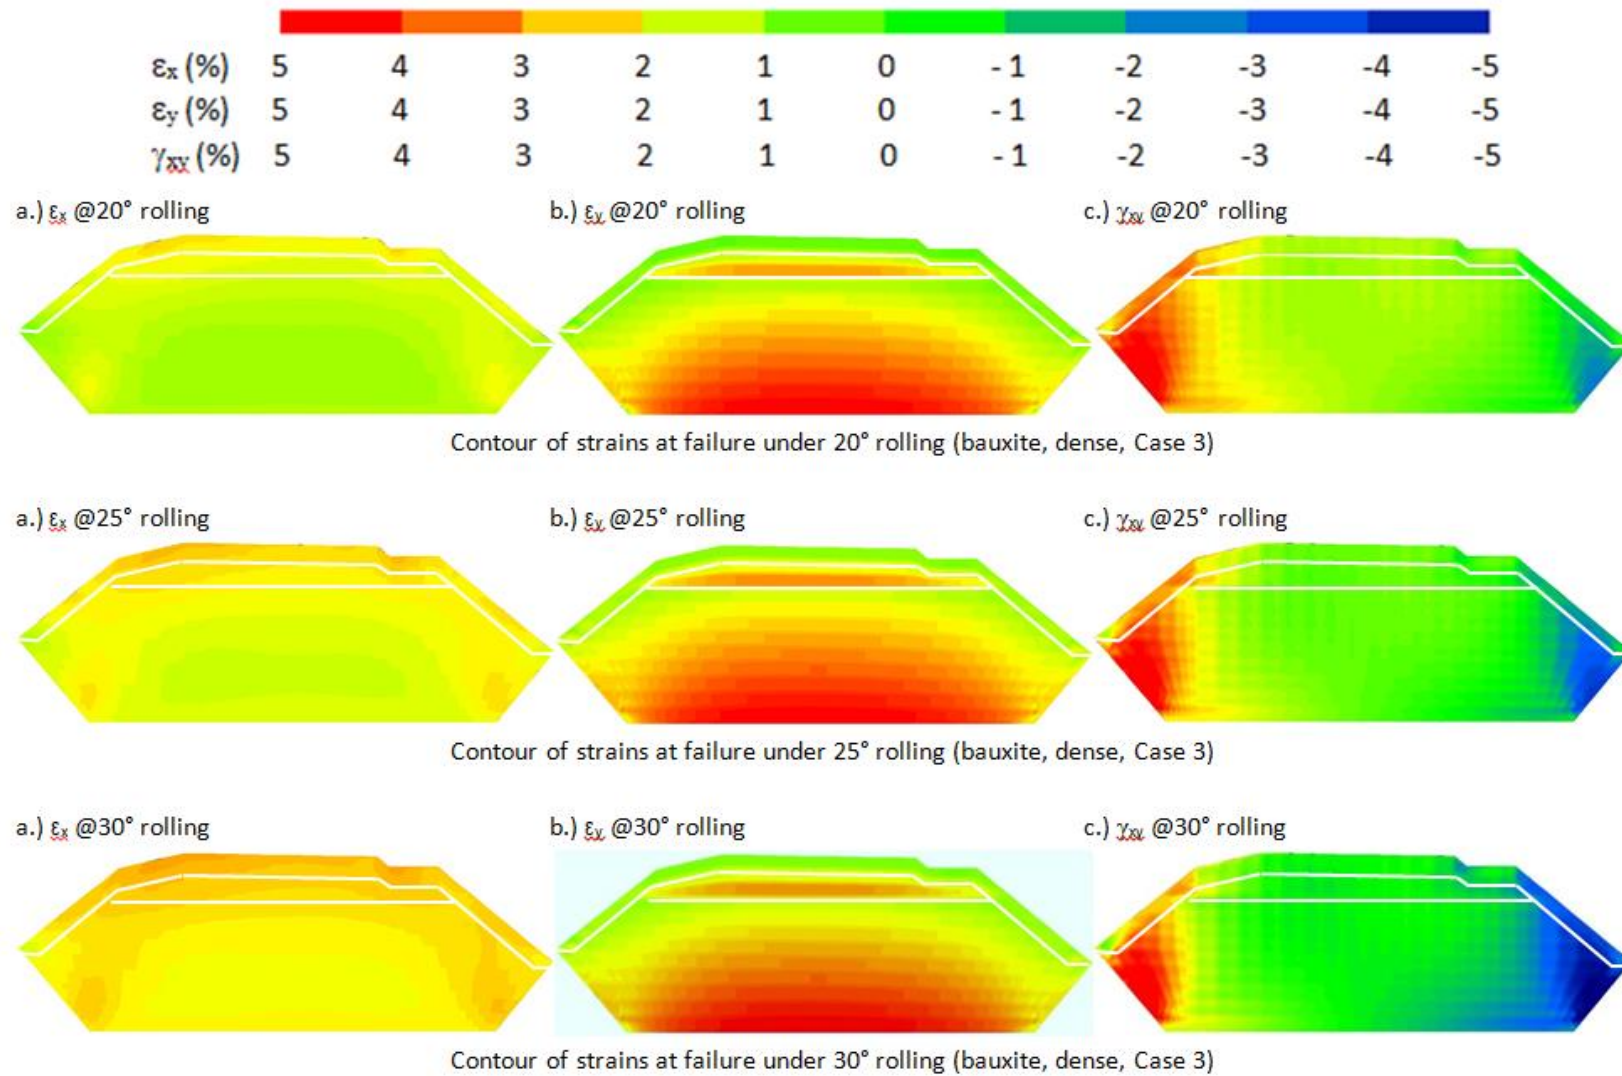 εx (%) 5 4 3 2 1 0 - 1 -2 -3 -4 -5
εy (%) 5 4 3 2 1 0 - 1 -2 -3 -4 -5
γxy (%) 5 4 3 2 1 0 - 1 -2 -3 -4 -5
a.) εx @20° rolling b.) εy @20° rolling c.) γxy @20° rolling
Contour of strains at failure under 20° rolling (bauxite, dense, Case 3)
a.) εx @25° rolling b.) εy @25° rolling c.) γxy @25° rolling
Contour of strains at failure under 25° rolling (bauxite, dense, Case 3)
a.) εx @30° rolling b.) εy @30° rolling c.) γxy @30° rolling
Contour of strains at failure under 30° rolling (bauxite, dense, Case 3)